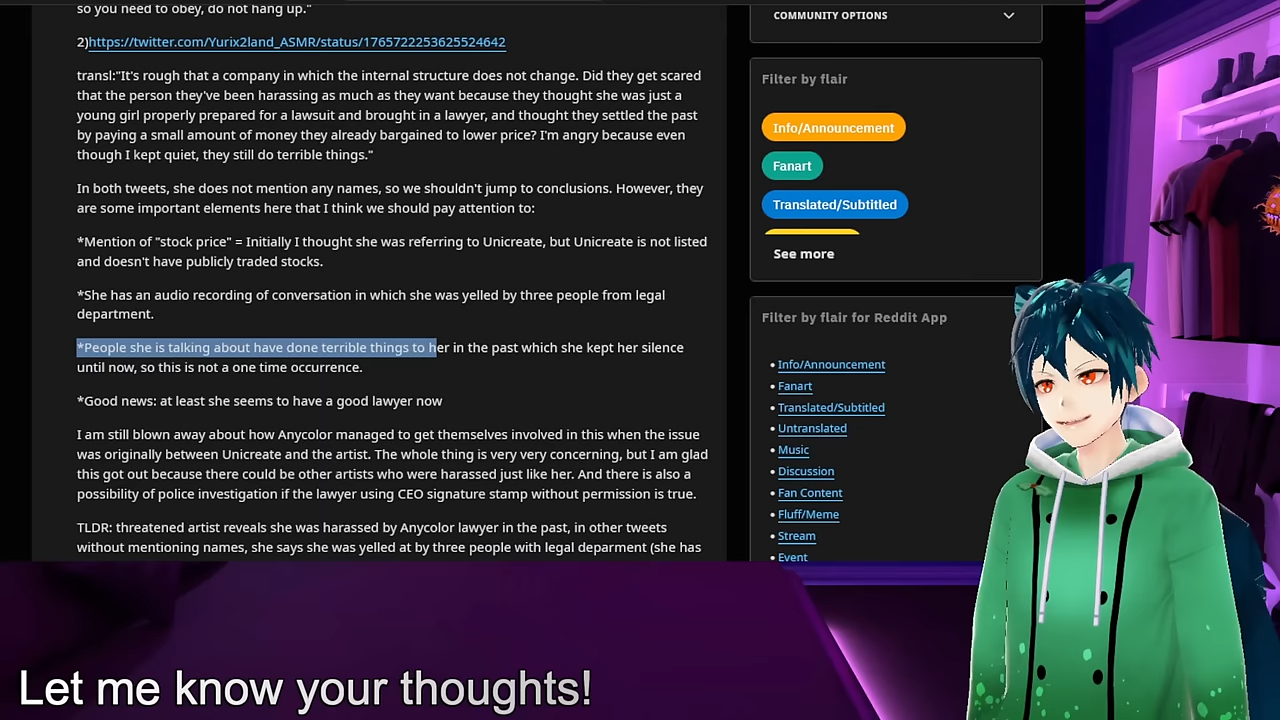 so you need to obey, do not hang up."
2)https://twitter.com/Yurix2land_ASMR/status/1765722253625524642
transl:"It's rough that a company in which the internal structure does not change. Did they get scared
that the person they've been harassing as much as they want because they thought she was just a
young girl properly prepared for a lawsuit and brought in a lawyer, and thought they settled the past
by paying a small amount of money they already bargained to lower price? I'm angry because even
though I kept quiet, they still do terrible things."
In both tweets, she does not mention any names, so we shouldn't jump to conclusions. However, they
are some important elements here that I think we should pay attention to:
*Mention of "stock price" = Initially I thought she was referring to Unicreate, but Unicreate is not listed
and doesn't have publicly traded stocks.
*She has an audio recording of conversation in which she was yelled by three people from legal
department.
*People she is talking about have done terrible things to her in the past which she kept her silence
until now, so this is not a one time occurrence.
*Good news: at least she seems to have a good lawyer now
I am still blown away about how Anycolor managed to get themselves involved in this when the issue
was originally between Unicreate and the artist. The whole thing is very very concerning, but I am glad
this got out because there could be other artists who were harassed just like her. And there is also a
possibility of police investigation if the lawyer using CEO signature stamp without permission is true.
TLDR: threatened artist reveals she was harassed by Anycolor lawyer in the past, in other tweets
without mentioning names, she says she was yelled at by three people with legal deparment (she has
COMMUNITY OPTIONS
Filter by flair
Info/Announcement
Fanart
Translated/Subtitled
See more
Filter by flair for Reddit App
• Info/Announcement
• Fanart
• Translated/Subtitled
• Untranslated
• Music
• Discussion
• Fan Content
• Fluff/Meme
• Stream
• Event
Let me know your thoughts!